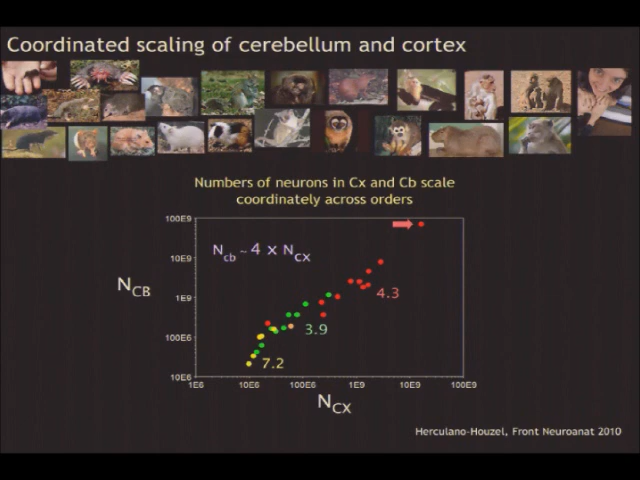 Coordinated scaling of cerebellum and cortex
Numbers of neurons in Cx and Cb scale
coordinately across orders
100E9
10E9
1E9
100E6
10E6
N_CB
N_cb ~ 4 x N_CX
4.3
3.9
7.2
1E6 10E6 100E6 1E9 10E9 100E9
N_CX
Herculano-Houzel, Front Neuroanat 2010